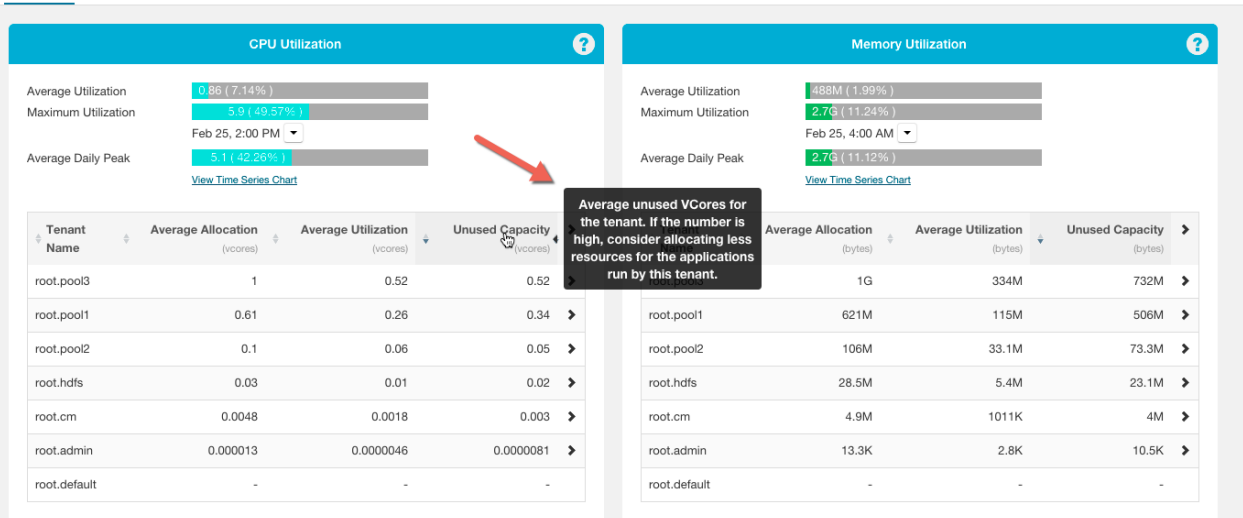 CPU Utilization
?
Average Utilization
0.86 ( 7.14% )
Maximum Utilization
5.9 ( 49.57% )
Feb 25, 2:00 PM
Average Daily Peak
5.1 ( 42.26% )
View Time Series Chart
Tenant Name
Average Allocation (vcores)
Average Utilization (vcores)
Unused Capacity (vcores)
root.pool3 1 0.52 0.52
root.pool1 0.61 0.26 0.34
root.pool2 0.1 0.06 0.05
root.hdfs 0.03 0.01 0.02
root.cm 0.0048 0.0018 0.003
root.admin 0.000013 0.0000046 0.0000081
root.default - - -
Average unused VCores for
the tenant. If the number is
high, consider allocating less
resources for the applications
run by this tenant.
Memory Utilization
?
Average Utilization
488M ( 1.99% )
Maximum Utilization
2.7G ( 11.24% )
Feb 25, 4:00 AM
Average Daily Peak
2.7G ( 11.12% )
View Time Series Chart
Tenant Name
Average Allocation (bytes)
Average Utilization (bytes)
Unused Capacity (bytes)
root.pool3 1G 334M 732M
root.pool1 621M 115M 506M
root.pool2 106M 33.1M 73.3M
root.hdfs 28.5M 5.4M 23.1M
root.cm 4.9M 1011K 4M
root.admin 13.3K 2.8K 10.5K
root.default - - -